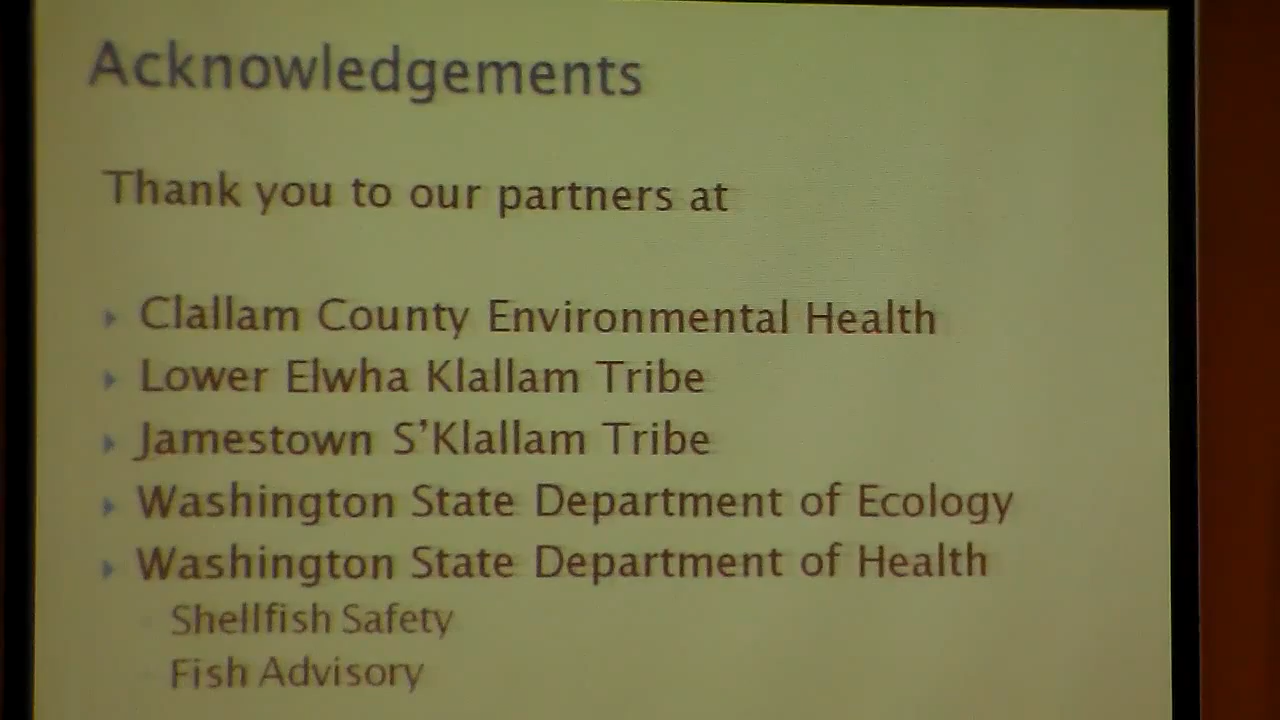 Acknowledgements
Thank you to our partners at
Clallam County Environmental Health
Lower Elwha Klallam Tribe
Jamestown S’Klallam Tribe
Washington State Department of Ecology
Washington State Department of Health
Shellfish Safety
Fish Advisory